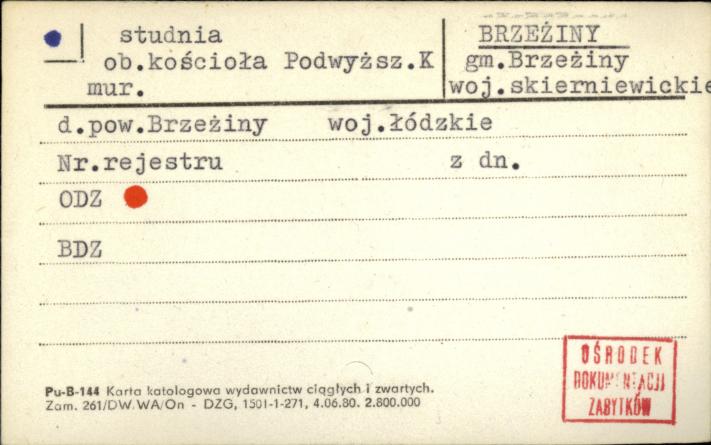 studnia
ob.kościoła Podwyższ.K
mur.
BRZEŹINY
gm.Brzeżiny
woj.skierniewickie
d.pow.Brzeżiny woj.łódzkie
Nr.rejestru z dn.
ODZ
BDZ
Pu-B-144 Karta katologowa wydawnictw ciągłych i zwartych.
Zam. 261/DW.WA/On - DZG, 1501-1-271, 4.06.80. 2.800.000
OŚRODEK
DOKUMENTACJI
ZABYTKÓW